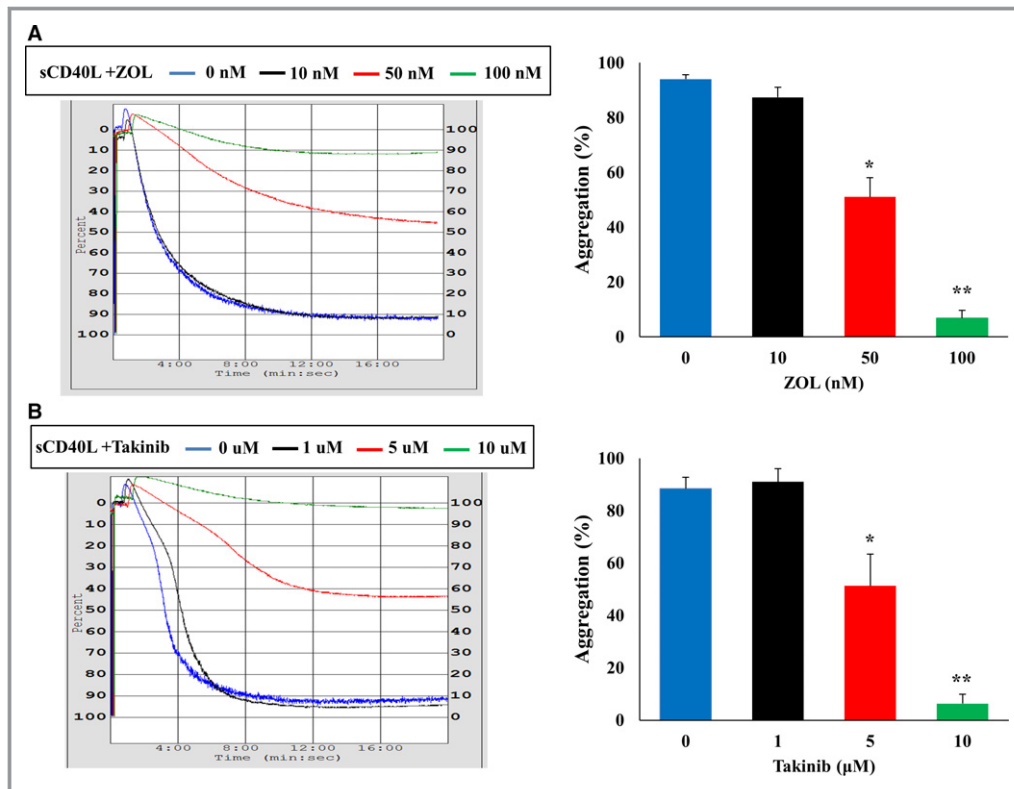 A
sCD40L +ZOL 0 nM 10 nM 50 nM 100 nM
0 100
10 90
20 80
30 70
40 60
50 50
60 40
70 30
80 20
90 10
100 0
Percent
4:00 8:00 12:00 16:00
Time (min:sec)
Aggregation (%)
100
80
60
40
20
0
*
**
0 10 50 100
ZOL (nM)
B
sCD40L +Takinib 0 uM 1 uM 5 uM 10 uM
0 100
10 90
20 80
30 70
40 60
50 50
60 40
70 30
80 20
90 10
100 0
Percent
4:00 8:00 12:00 16:00
Time (min:sec)
Aggregation (%)
100
80
60
40
20
0
*
**
0 1 5 10
Takinib (μM)